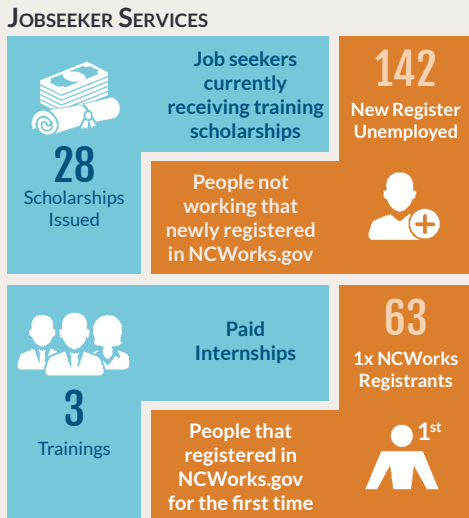 JOBSEEKER SERVICES
28
Scholarships
Issued
Job seekers
currently
receiving training
scholarships
142
New Register
Unemployed
People not
working that
newly registered
in NCWorks.gov
3
Trainings
Paid
Internships
63
1x NCWorks
Registrants
1st
People that
registered in
NCWorks.gov
for the first time